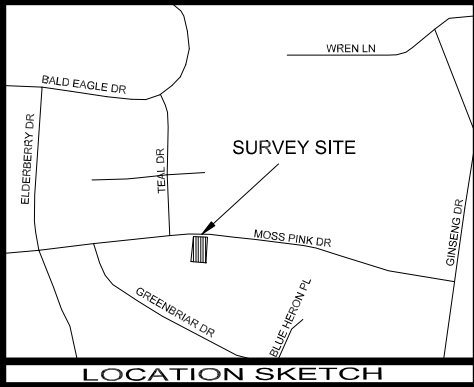 WREN LN
BALD EAGLE DR
ELDERBERRY DR
TEAL DR
SURVEY SITE
GINSENG DR
MOSS PINK DR
GREENBRIAR DR
BLUE HERON PL
LOCATION SKETCH